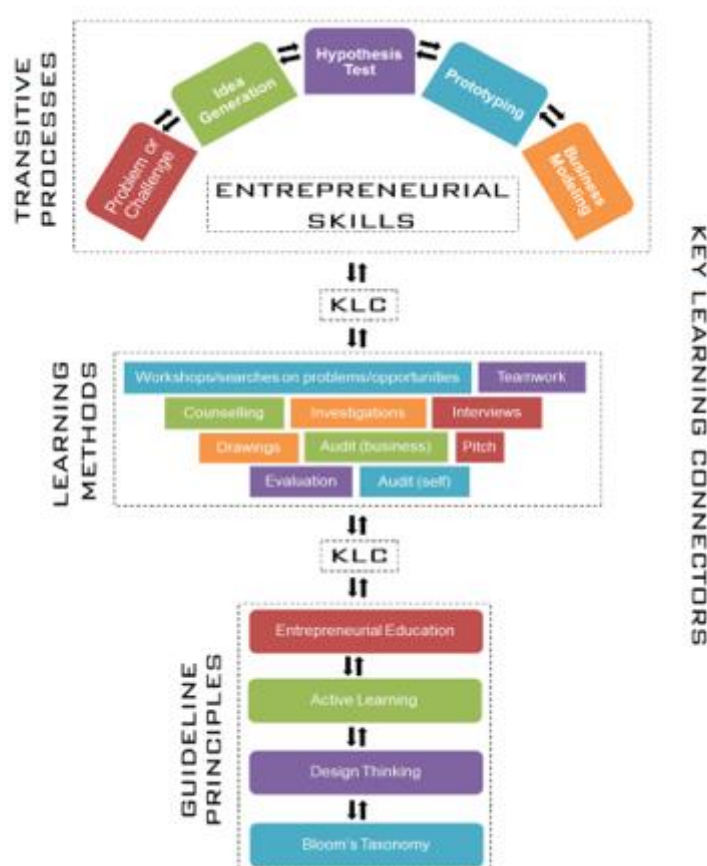 TRANSITIVE
PROCESSES
Problem or
Challenge
Idea
Generation
Hypothesis
Test
Prototyping
Business
Modeling
ENTREPRENEURIAL
SKILLS
KLC
LEARNING
METHODS
Workshops/searches on problems/opportunities
Teamwork
Counselling
Investigations
Interviews
Drawings
Audit (business)
Pitch
Evaluation
Audit (self)
KLC
GUIDELINE
PRINCIPLES
Entrepreneurial Education
Active Learning
Design Thinking
Bloom's Taxonomy
KEY LEARNING CONNECTORS